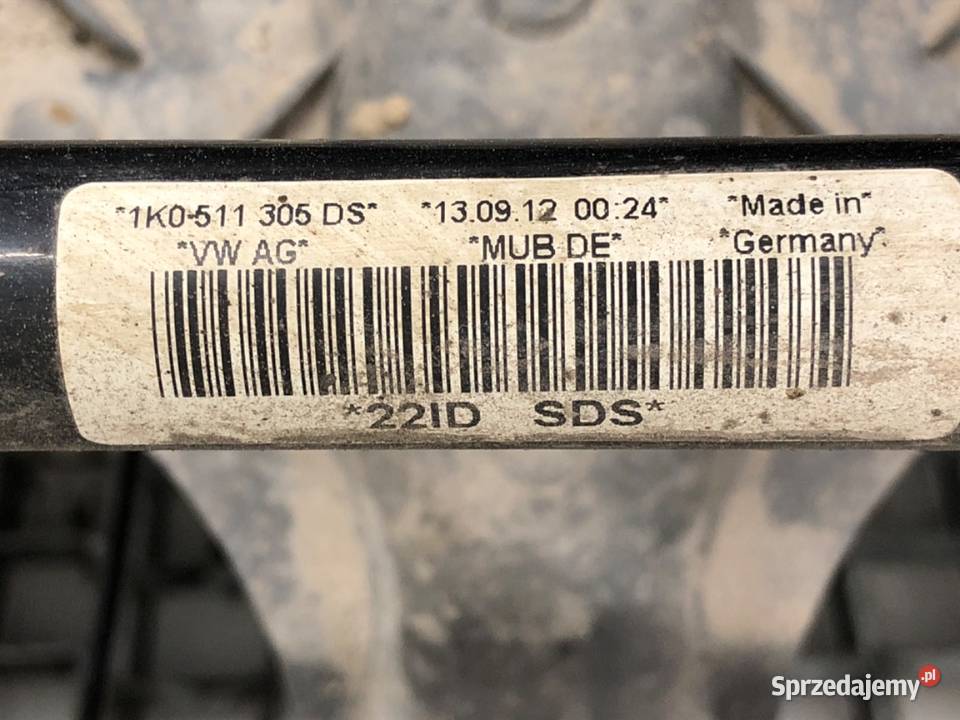 *1K0 511 305 DS* *13.09.12 00:24* *Made in*
*VW AG* *MUB DE* *Germany*
*22ID SDS*
Sprzedajemy.pl